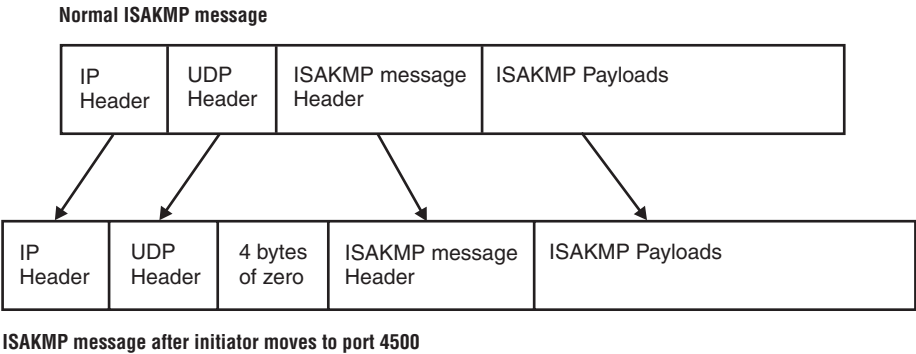 Normal ISAKMP message
IP
Header
UDP
Header
ISAKMP message
Header
ISAKMP Payloads
IP
Header
UDP
Header
4 bytes
of zero
ISAKMP message
Header
ISAKMP Payloads
ISAKMP message after initiator moves to port 4500